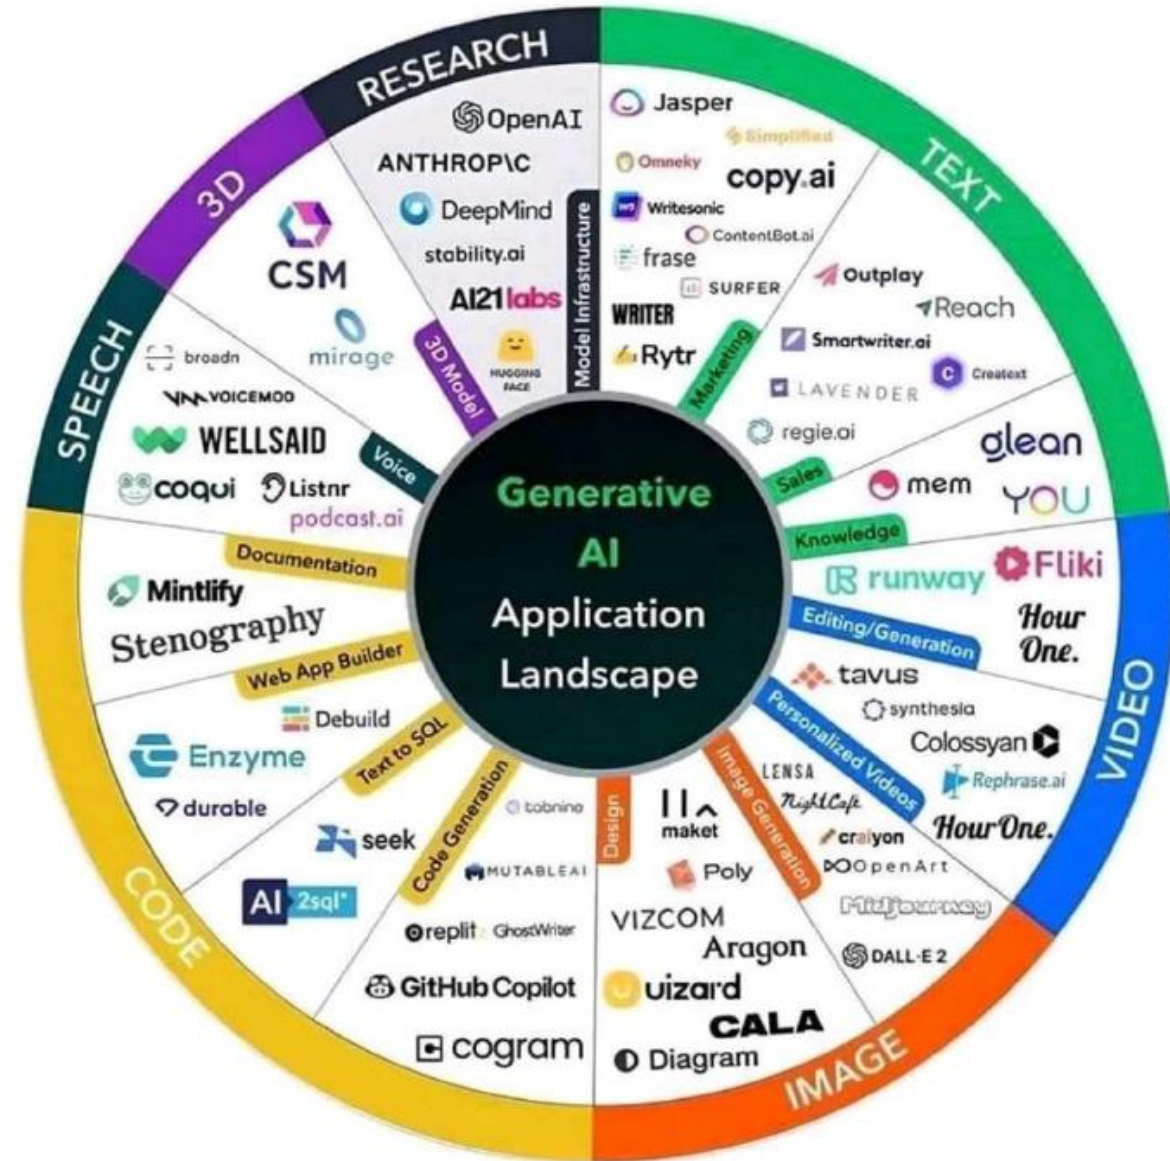 Generative
AI
Application
Landscape
RESEARCH
Model Infrastructure
OpenAI
ANTHROP\C
DeepMind
stability.ai
AI21labs
HUGGING
FACE
TEXT
Marketing
Jasper
Simplified
Omneky
copy.ai
Writesonic
ContentBot.ai
frase
SURFER
WRITER
Rytr
Sales
Outplay
Reach
Smartwriter.ai
Creatext
LAVENDER
regie.ai
Knowledge
glean
mem
YOU
VIDEO
Editing/Generation
runway
Fliki
Hour
One.
Personalized Videos
tavus
synthesia
Colossyan
Rephrase.ai
Hour One.
IMAGE
Image Generation
LENSA
NightCafe
craiyon
OpenArt
Midjourney
DALL·E 2
Design
maket
Poly
VIZCOM
Aragon
uizard
CALA
Diagram
CODE
Code Generation
tabnine
MUTABLEAI
replit GhostWriter
GitHub Copilot
cogram
Text to SQL
seek
AI 2sql
Web App Builder
Debuild
Enzyme
durable
Documentation
Mintlify
Stenography
SPEECH
Voice
broadn
VOICEMOD
WELLSAID
coqui
Listnr
podcast.ai
3D
3D Model
CSM
mirage